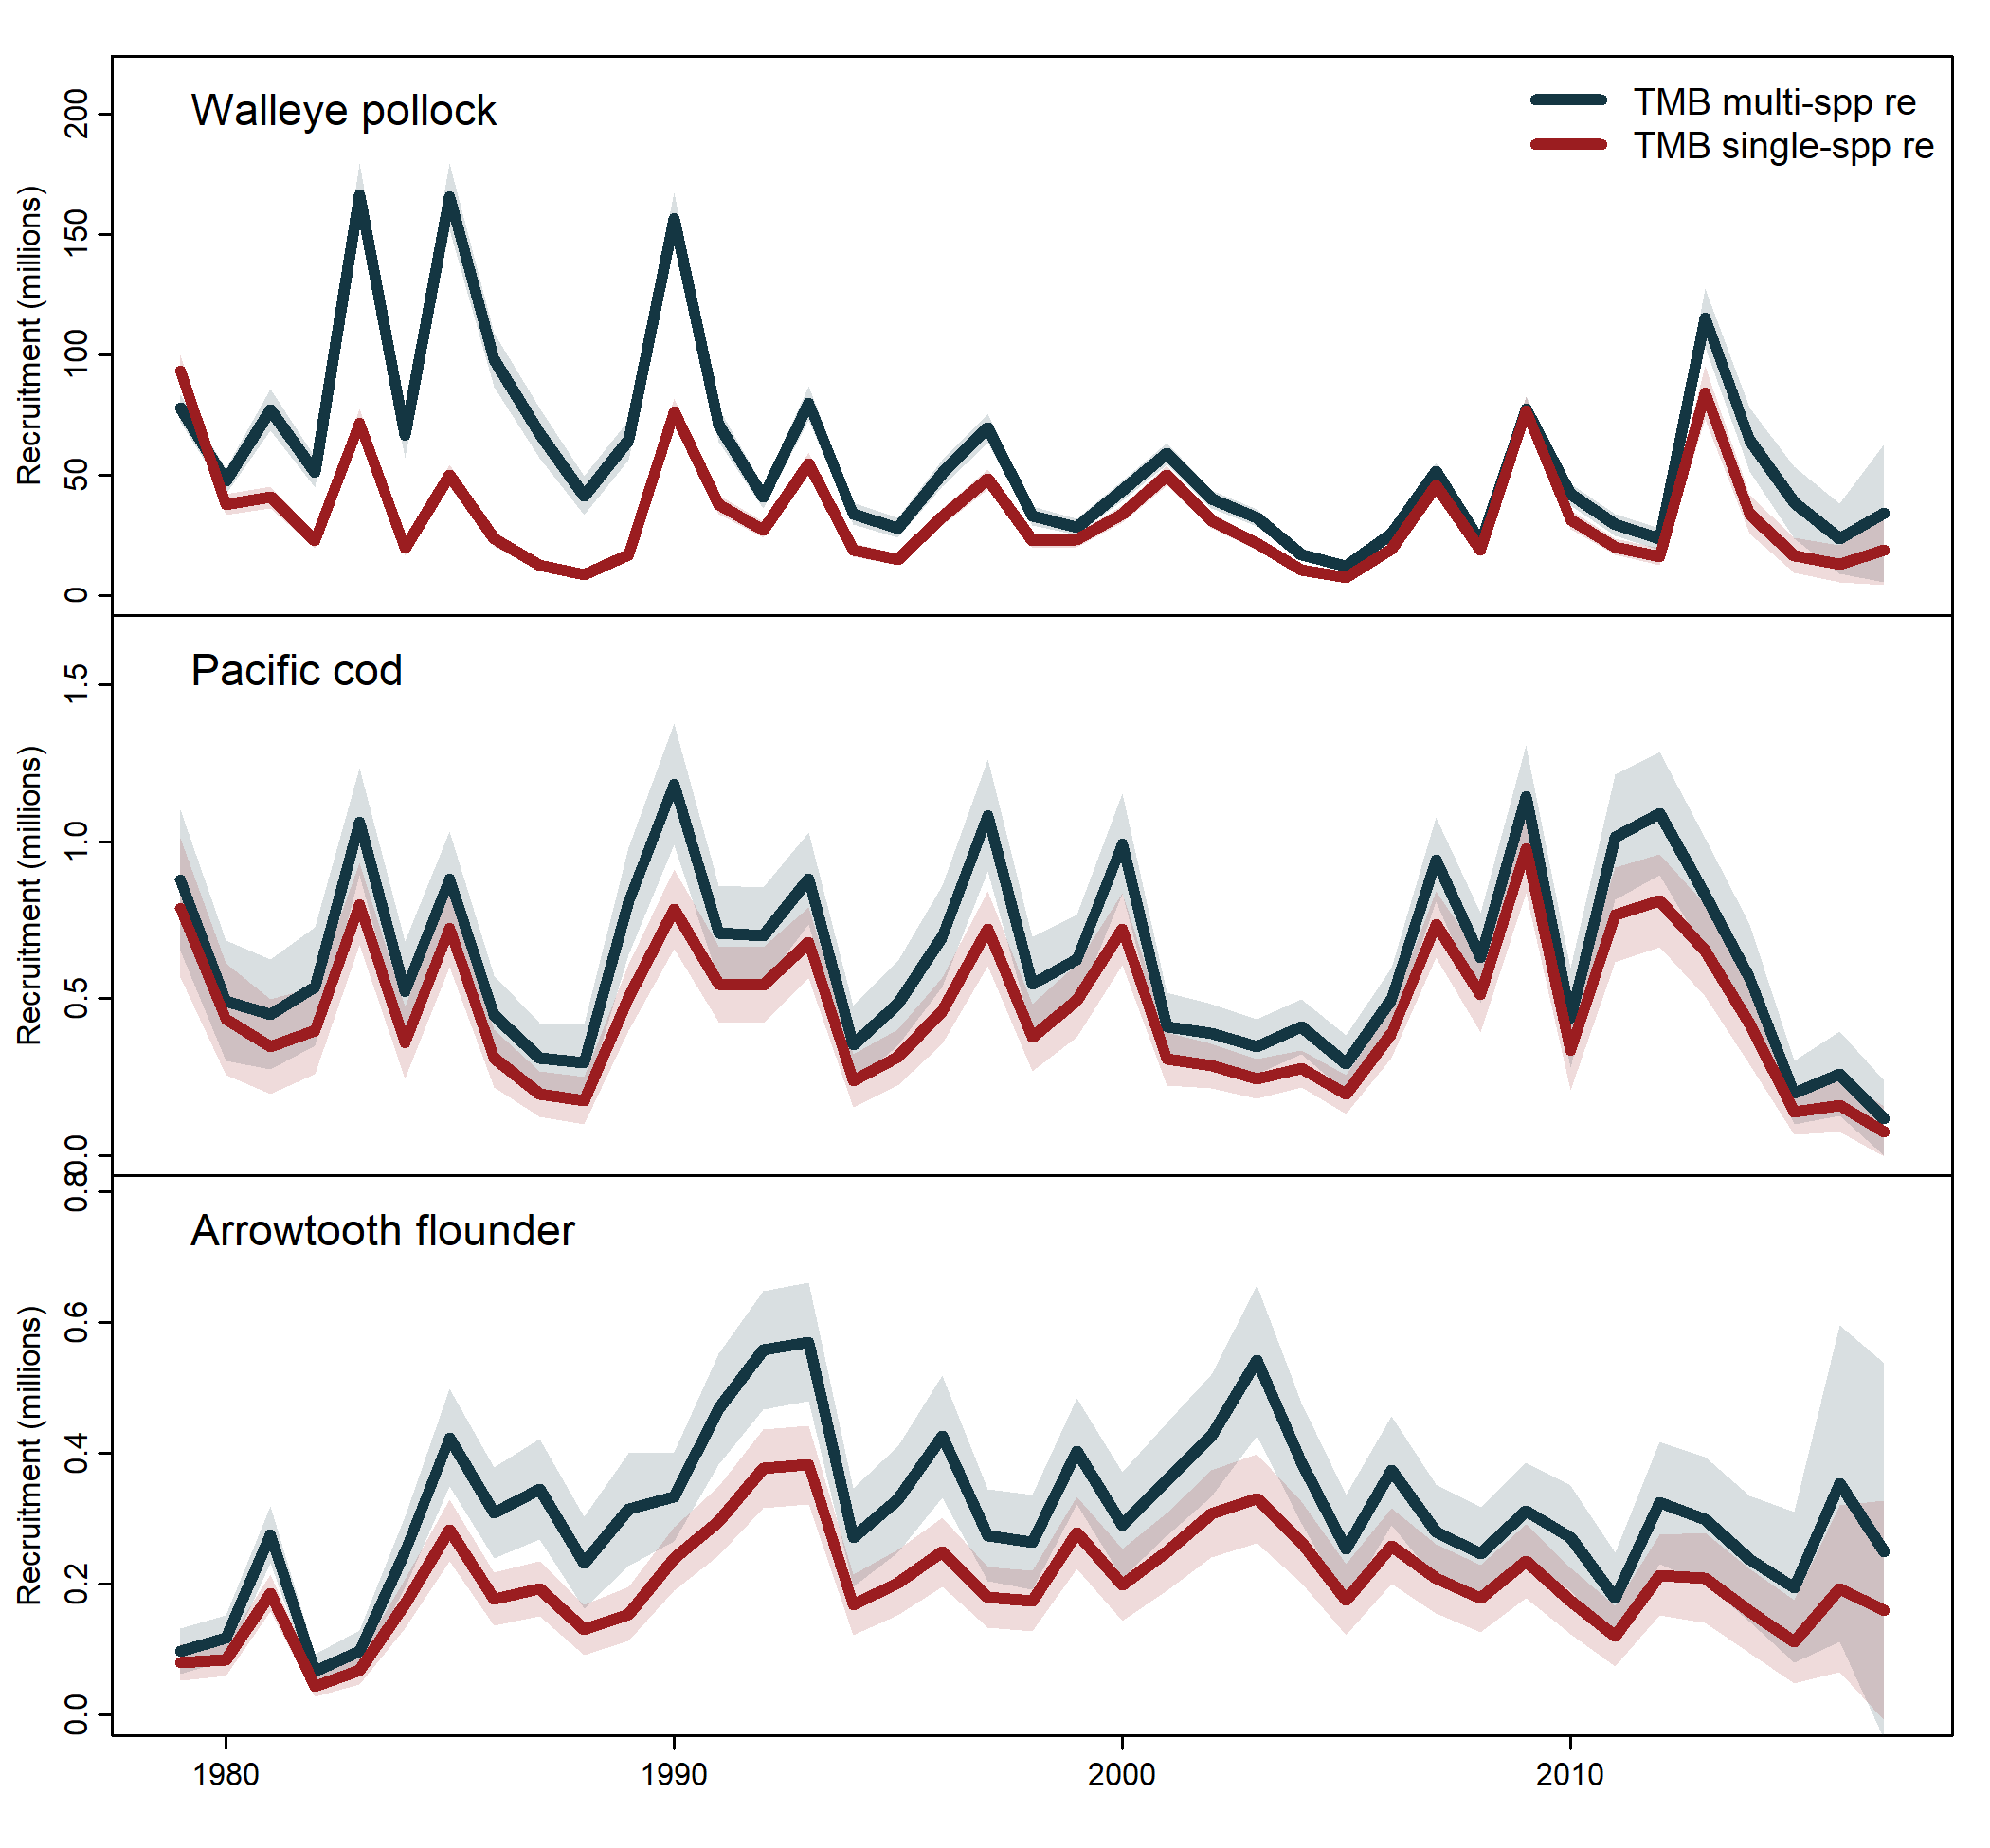 Walleye pollock
TMB multi-spp re
TMB single-spp re
Recruitment (millions)
200
150
100
50
0
Pacific cod
Recruitment (millions)
1.5
1.0
0.5
0.0
Arrowtooth flounder
Recruitment (millions)
0.8
0.6
0.4
0.2
0.0
1980 1990 2000 2010